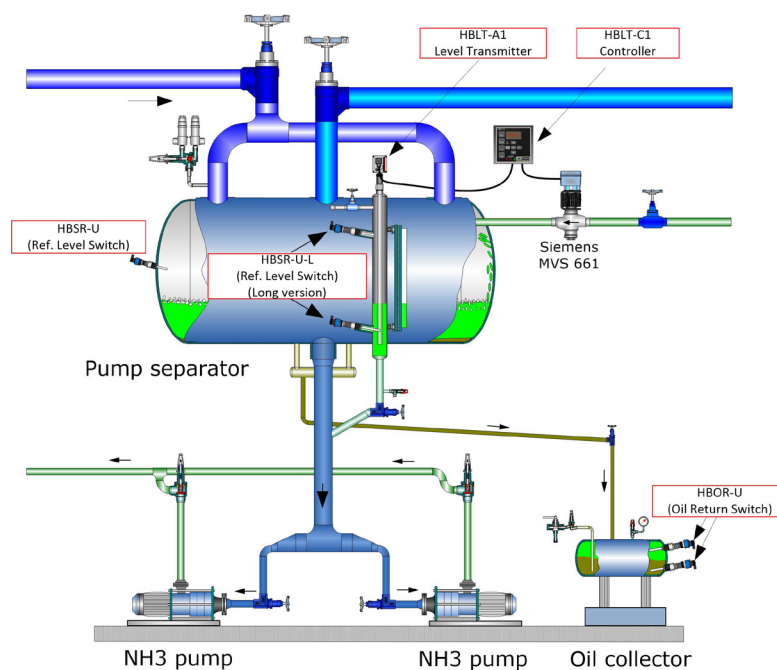 HBLT-A1
Level Transmitter
HBLT-C1
Controller
HBSR-U
(Ref. Level Switch)
HBSR-U-L
(Ref. Level Switch)
(Long version)
Siemens
MVS 661
Pump separator
HBOR-U
(Oil Return Switch)
NH3 pump
NH3 pump
Oil collector